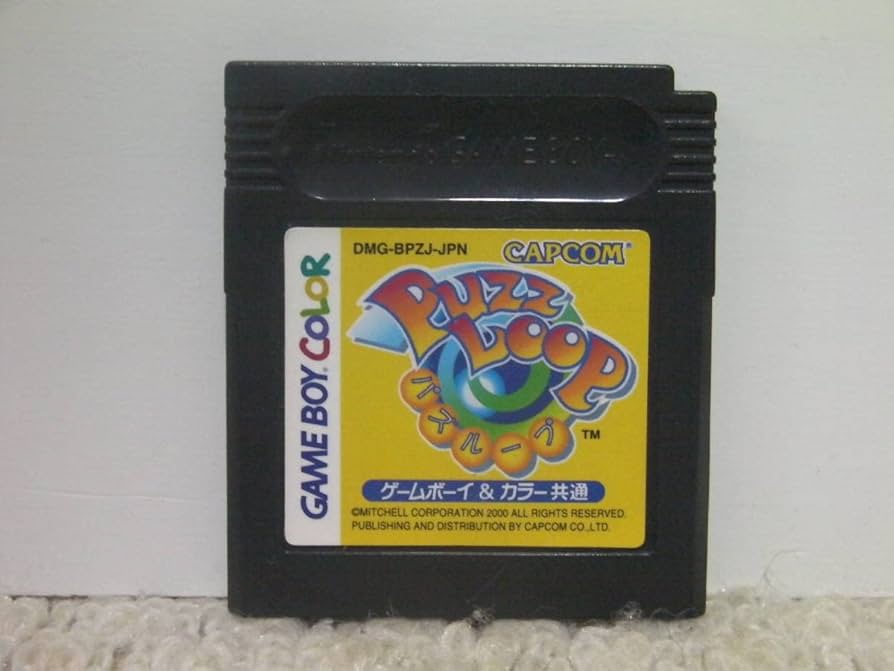 GAME BOY
DMG-BPZJ-JPN
CAPCOM®
GAME BOY COLOR
PUZZ
LOOP
パズループ
TM
ゲームボーイ & カラー共通
©MITCHELL CORPORATION 2000 ALL RIGHTS RESERVED.
PUBLISHING AND DISTRIBUTION BY CAPCOM CO.,LTD.